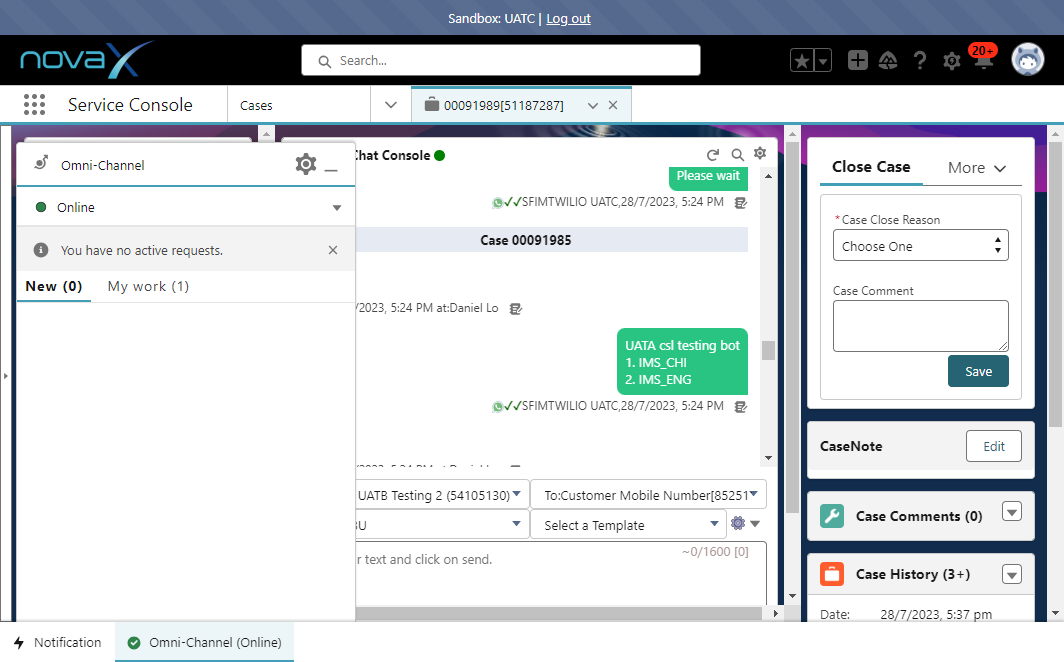 Sandbox: UATC | Log out
novaX
Search...
20+
Service Console
Cases
00091989[51187287]
Omni-Channel
Online
You have no active requests.
New (0)
My work (1)
Chat Console
Please wait
SFIMTWILIO UATC,28/7/2023, 5:24 PM
Case 00091985
/2023, 5:24 PM at:Daniel Lo
UATA csl testing bot
1. IMS_CHI
2. IMS_ENG
SFIMTWILIO UATC,28/7/2023, 5:24 PM
UATB Testing 2 (54105130)
To:Customer Mobile Number[85251
Select a Template
~0/1600 [0]
r text and click on send.
Close Case
More
*Case Close Reason
Choose One
Case Comment
Save
CaseNote
Edit
Case Comments (0)
Case History (3+)
Date:
28/7/2023, 5:37 pm
Notification
Omni-Channel (Online)